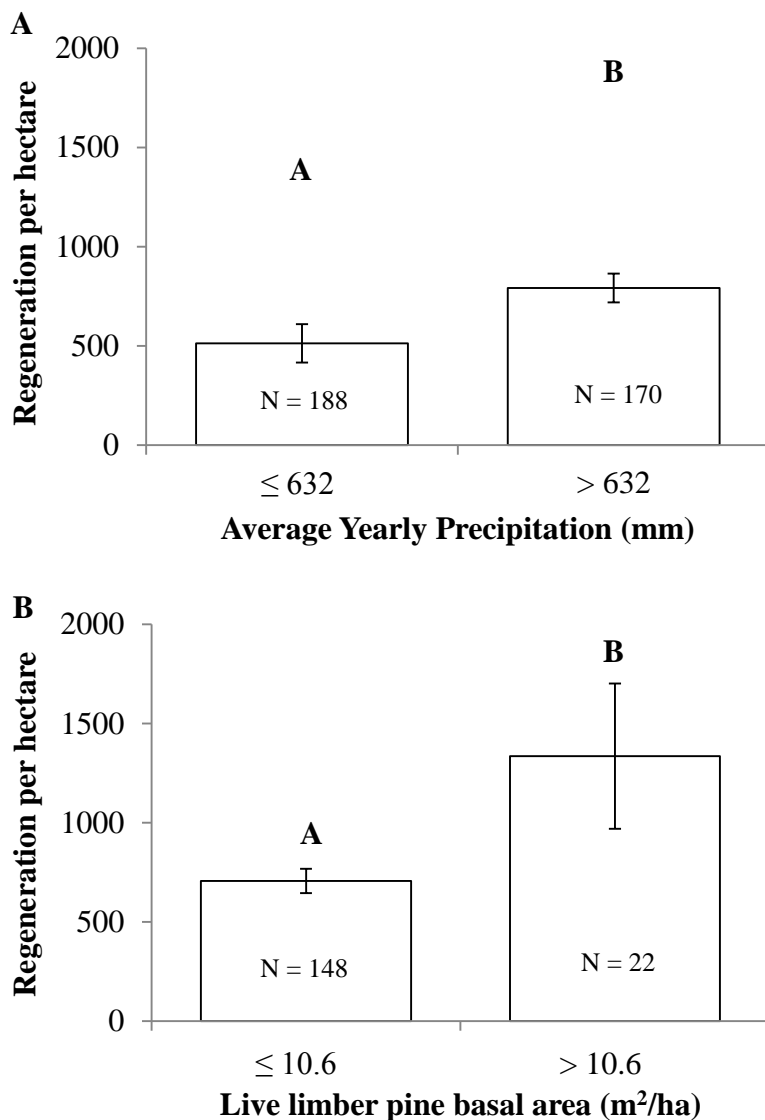 A
2000
B
1500
A
1000
500
N = 188
N = 170
0
≤ 632
> 632
Average Yearly Precipitation (mm)
Regeneration per hectare
B
2000
B
1500
A
1000
500
N = 148
N = 22
0
≤ 10.6
> 10.6
Live limber pine basal area (m²/ha)
Regeneration per hectare